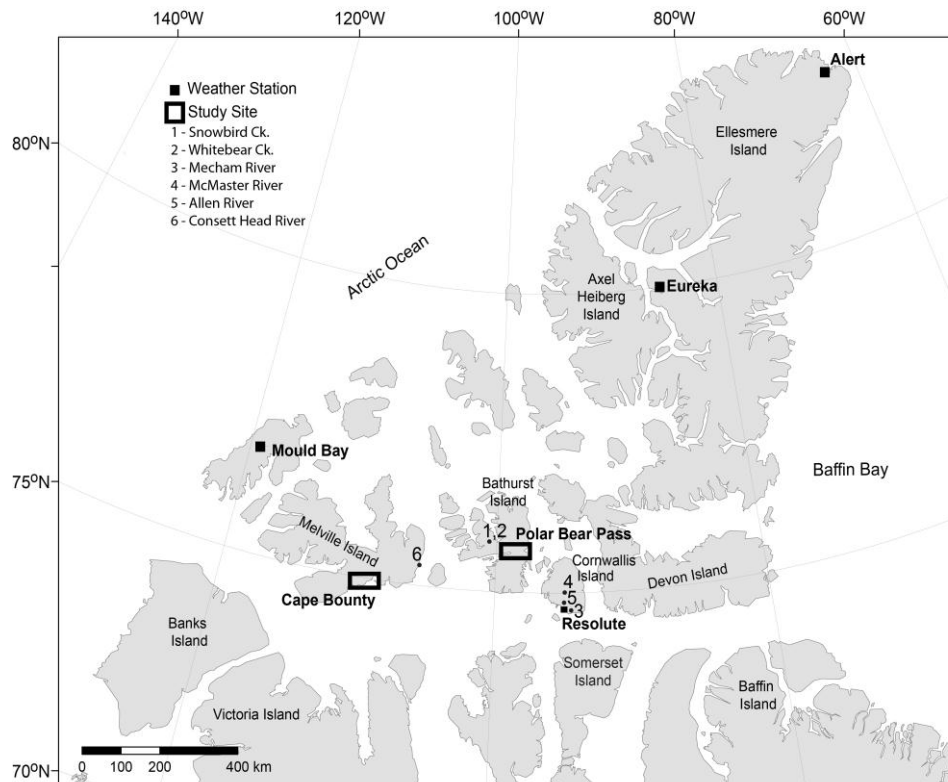 140°W 120°W 100°W 80°W 60°W
Alert
Weather Station
Study Site
1 - Snowbird Ck.
2 - Whitebear Ck.
3 - Mecham River
4 - McMaster River
5 - Allen River
6 - Consett Head River
80°N
Ellesmere
Island
Arctic Ocean
Axel
Heiberg
Island
Eureka
Mould Bay
75°N
Baffin Bay
Bathurst
Island
1,2
Polar Bear Pass
Melville Island
6
Cornwallis
Island
Devon Island
4
5
3
Cape Bounty
Resolute
Banks
Island
Somerset
Island
Victoria Island
Baffin
Island
70°N
0 100 200 400 km